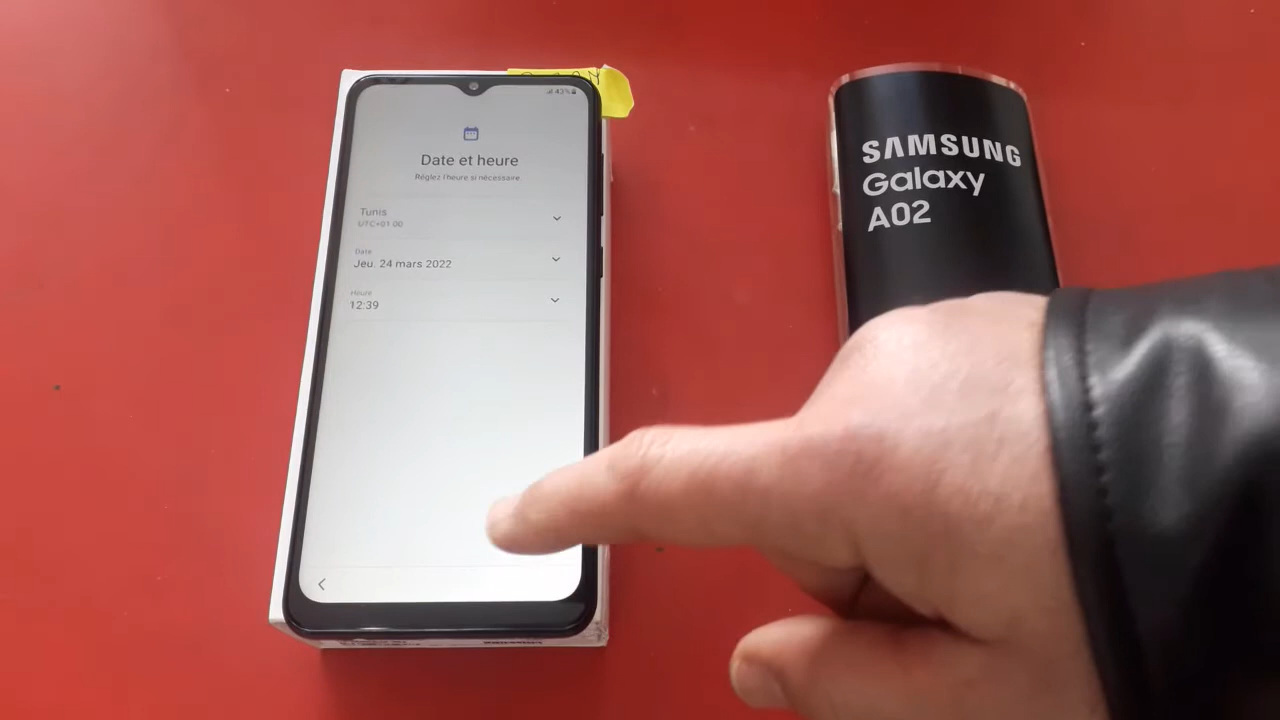 43%
Date et heure
Réglez l'heure si nécessaire.
Tunis
UTC+01:00
Date
Jeu. 24 mars 2022
Heure
12:39
SAMSUNG
Galaxy
A02